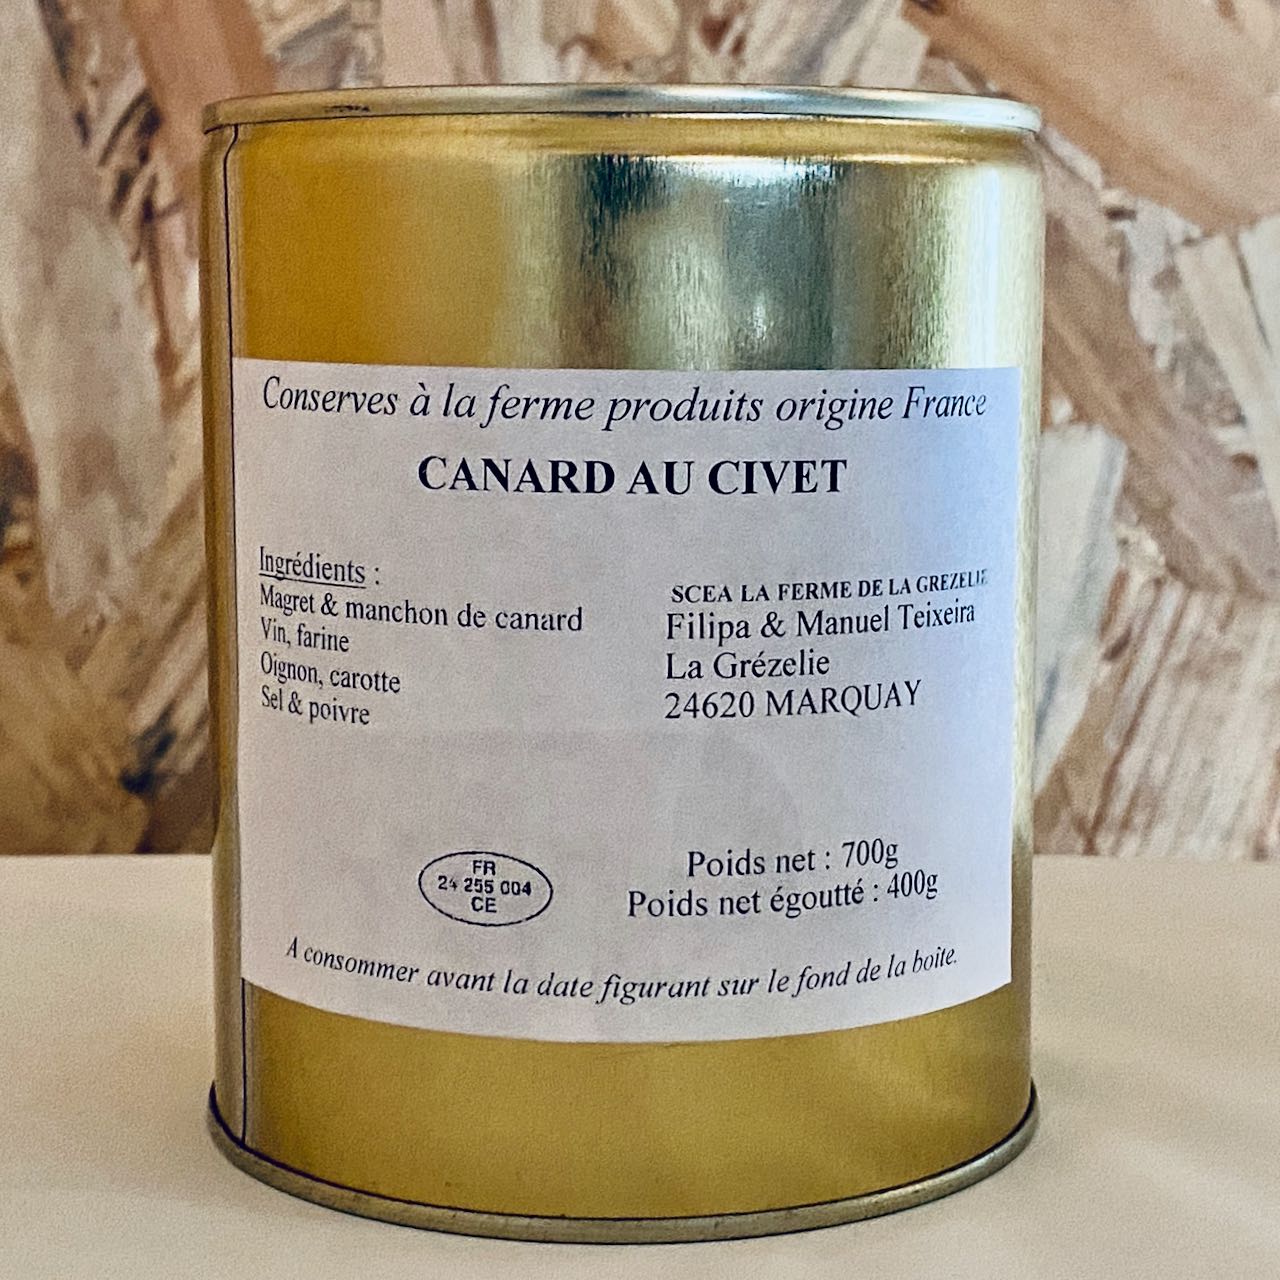 Conserves à la ferme produits origine France
CANARD AU CIVET
Ingrédients :
Magret & manchon de canard
Vin, farine
Oignon, carotte
Sel & poivre
SCEA LA FERME DE LA GREZELIE
Filipa & Manuel Teixeira
La Grézelie
24620 MARQUAY
FR
24 255 004
CE
Poids net : 700g
Poids net égoutté : 400g
A consommer avant la date figurant sur le fond de la boîte.